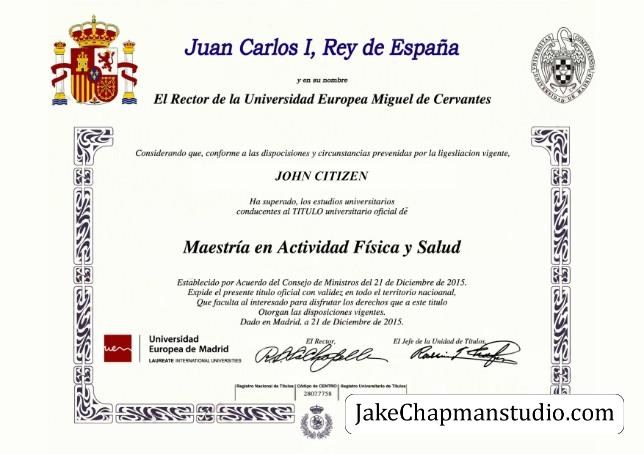 Juan Carlos I, Rey de España
y en su nombre
El Rector de la Universidad Europea Miguel de Cervantes
Considerando que, conforme a las dispocisiones y circunstancias prevenidas por la ligesliacion vigente,
JOHN CITIZEN
Ha superado, los estudios universitarios
conducentes al TITULO universitario oficial dé
Maestría en Actividad Física y Salud
Establecido por Acuerdo del Consejo de Ministros del 21 de Diciembre de 2015.
Expide el presente título oficial con validez en todo el territorio nacioanal,
Que faculta al interesado para disfrutar los derechos que a este titulo
Otorgan las disposiciones vigentes.
Dado en Madrid, a 21 de Diciembre de 2015.
uem
Universidad
Europea de Madrid
LAUREATE INTERNATIONAL UNIVERSITIES
El Rector,
El Jefe de la Unidad de Títulos,
Registro Nacional de Títulos | Código de CENTRO | Registro Universitario de Títulos
28027758
JakeChapmanstudio.com